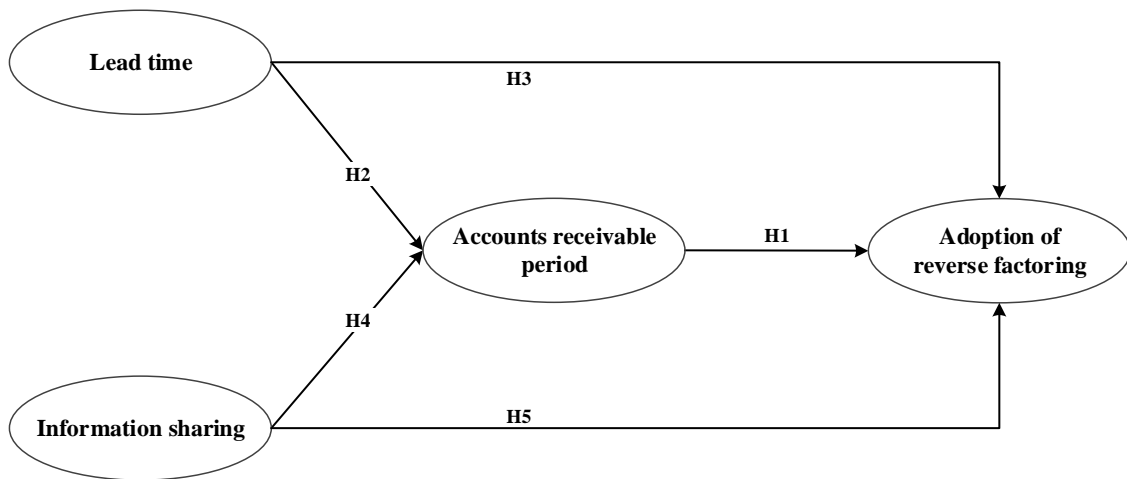 Lead time
H3
H2
Accounts receivable
period
H1
Adoption of
reverse factoring
H4
Information sharing
H5